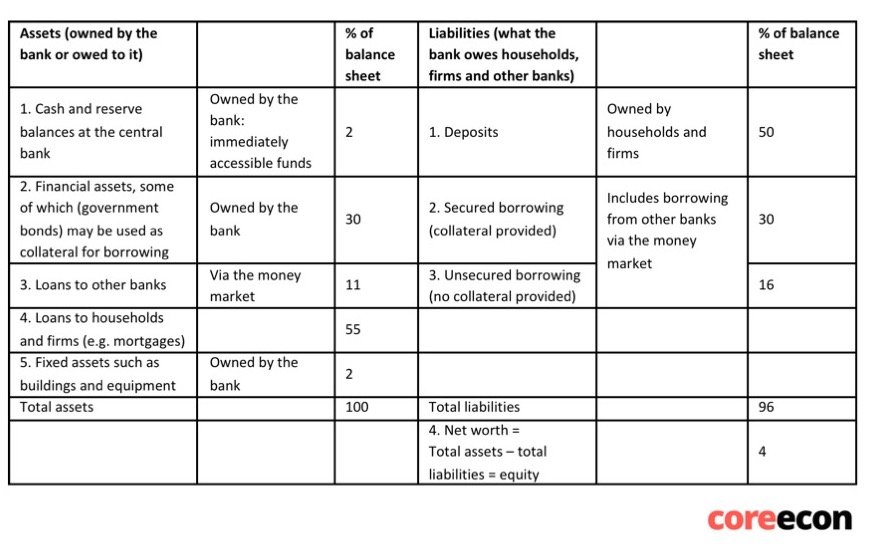 Assets (owned by the
bank or owed to it)
% of
balance
sheet
Liabilities (what the
bank owes households,
firms and other banks)
% of balance
sheet
1. Cash and reserve
balances at the central
bank
Owned by the
bank:
immediately
accessible funds
2
1. Deposits
Owned by
households and
firms
50
2. Financial assets, some
of which (government
bonds) may be used as
collateral for borrowing
Owned by the
bank
30
2. Secured borrowing
(collateral provided)
Includes borrowing
from other banks
via the money
market
30
3. Loans to other banks
Via the money
market
11
3. Unsecured borrowing
(no collateral provided)
16
4. Loans to households
and firms (e.g. mortgages)
55
5. Fixed assets such as
buildings and equipment
Owned by the
bank
2
Total assets
100
Total liabilities
96
4. Net worth =
Total assets – total
liabilities = equity
4
coreecon